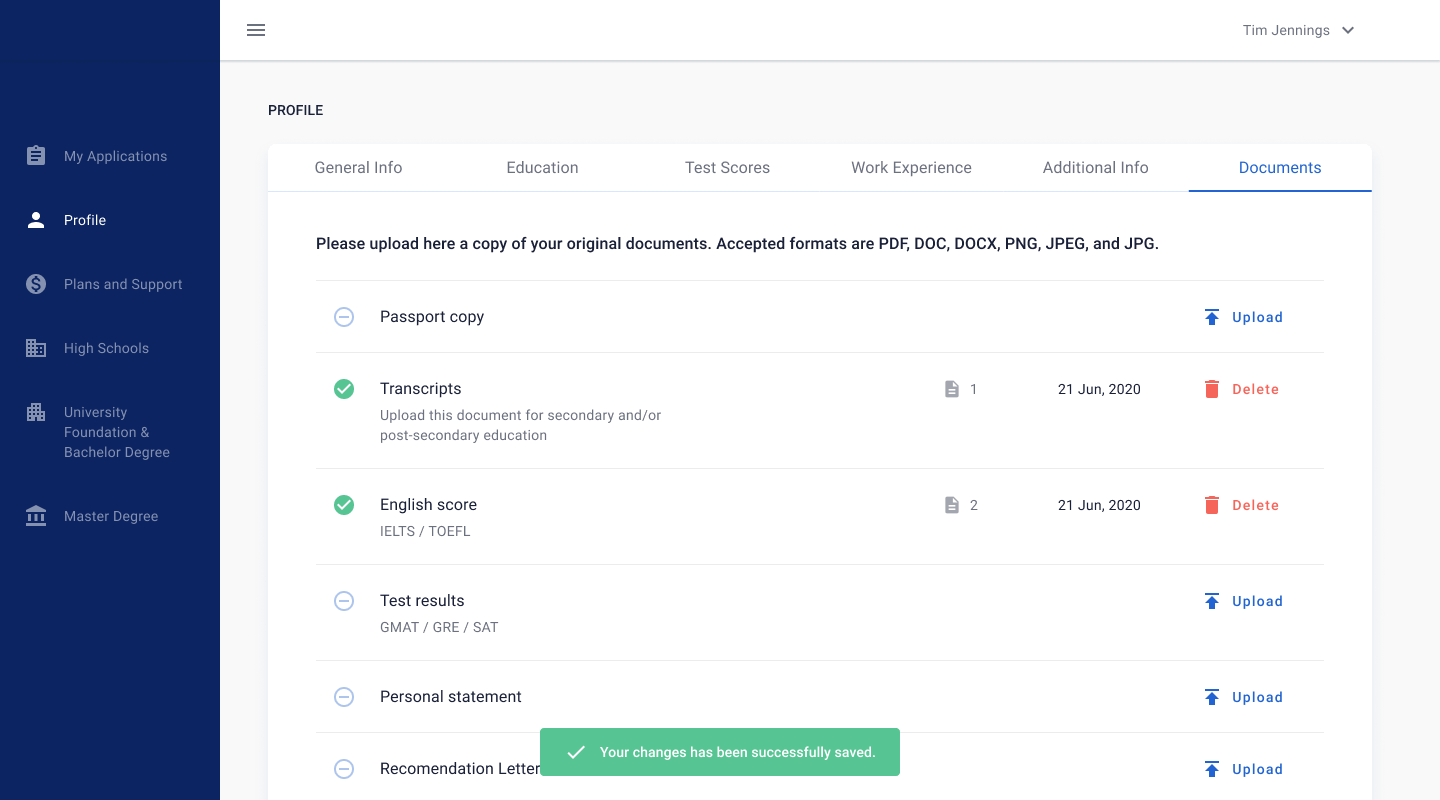 Tim Jennings
My Applications
Profile
Plans and Support
High Schools
University
Foundation &
Bachelor Degree
Master Degree
PROFILE
General Info
Education
Test Scores
Work Experience
Additional Info
Documents
Please upload here a copy of your original documents. Accepted formats are PDF, DOC, DOCX, PNG, JPEG, and JPG.
Passport copy
Upload
Transcripts
1
21 Jun, 2020
Delete
Upload this document for secondary and/or
post-secondary education
English score
2
21 Jun, 2020
Delete
IELTS / TOEFL
Test results
Upload
GMAT / GRE / SAT
Personal statement
Upload
Recomendation Letter
Upload
Your changes has been successfully saved.